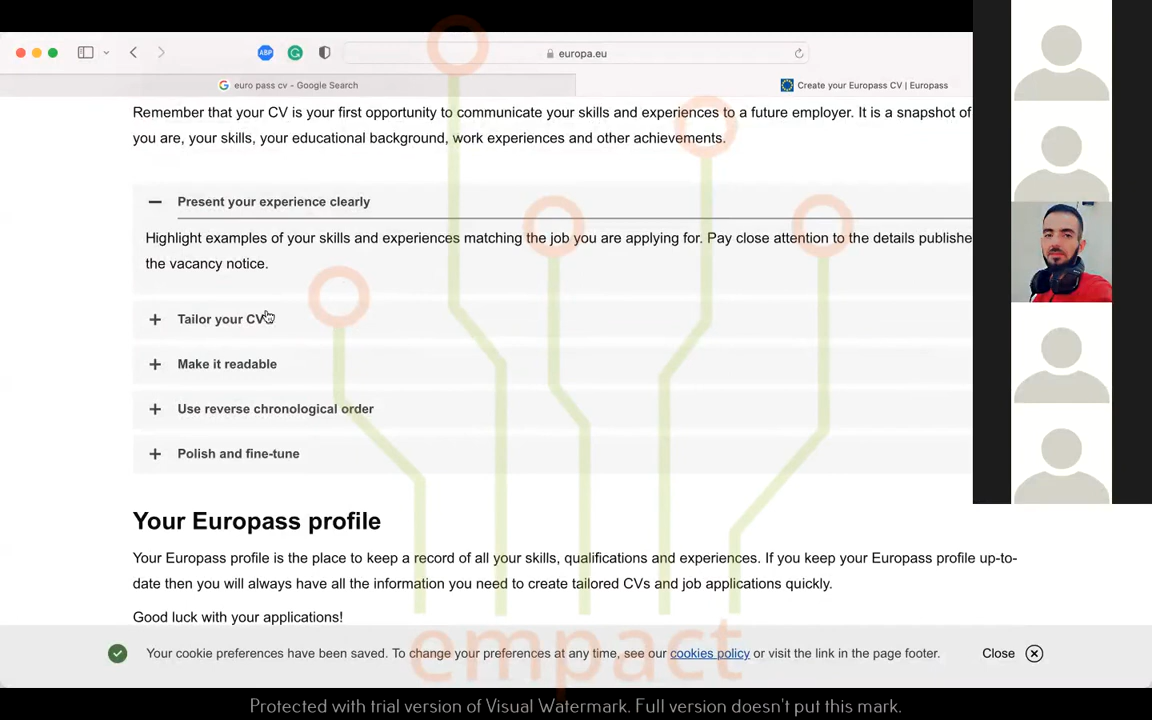 ABP
europa.eu
euro pass cv - Google Search
Create your Europass CV | Europass
Remember that your CV is your first opportunity to communicate your skills and experiences to a future employer. It is a snapshot of
you are, your skills, your educational background, work experiences and other achievements.
Present your experience clearly
Highlight examples of your skills and experiences matching the job you are applying for. Pay close attention to the details publishe
the vacancy notice.
Tailor your CV
Make it readable
Use reverse chronological order
Polish and fine-tune
Your Europass profile
Your Europass profile is the place to keep a record of all your skills, qualifications and experiences. If you keep your Europass profile up-to-
date then you will always have all the information you need to create tailored CVs and job applications quickly.
Good luck with your applications!
empact
Your cookie preferences have been saved. To change your preferences at any time, see our cookies policy or visit the link in the page footer.
Close
Protected with trial version of Visual Watermark. Full version doesn't put this mark.